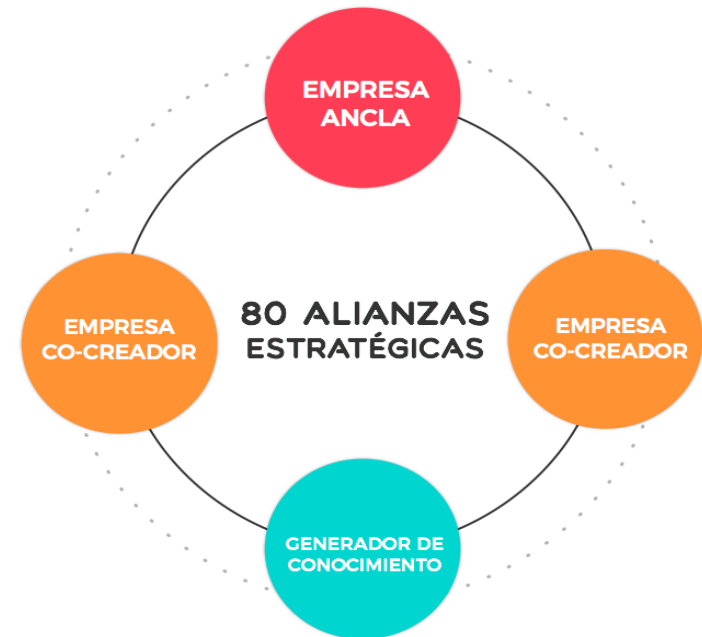 EMPRESA
ANCLA
EMPRESA
CO-CREADOR
80 ALIANZAS
ESTRATÉGICAS
EMPRESA
CO-CREADOR
GENERADOR DE
CONOCIMIENTO